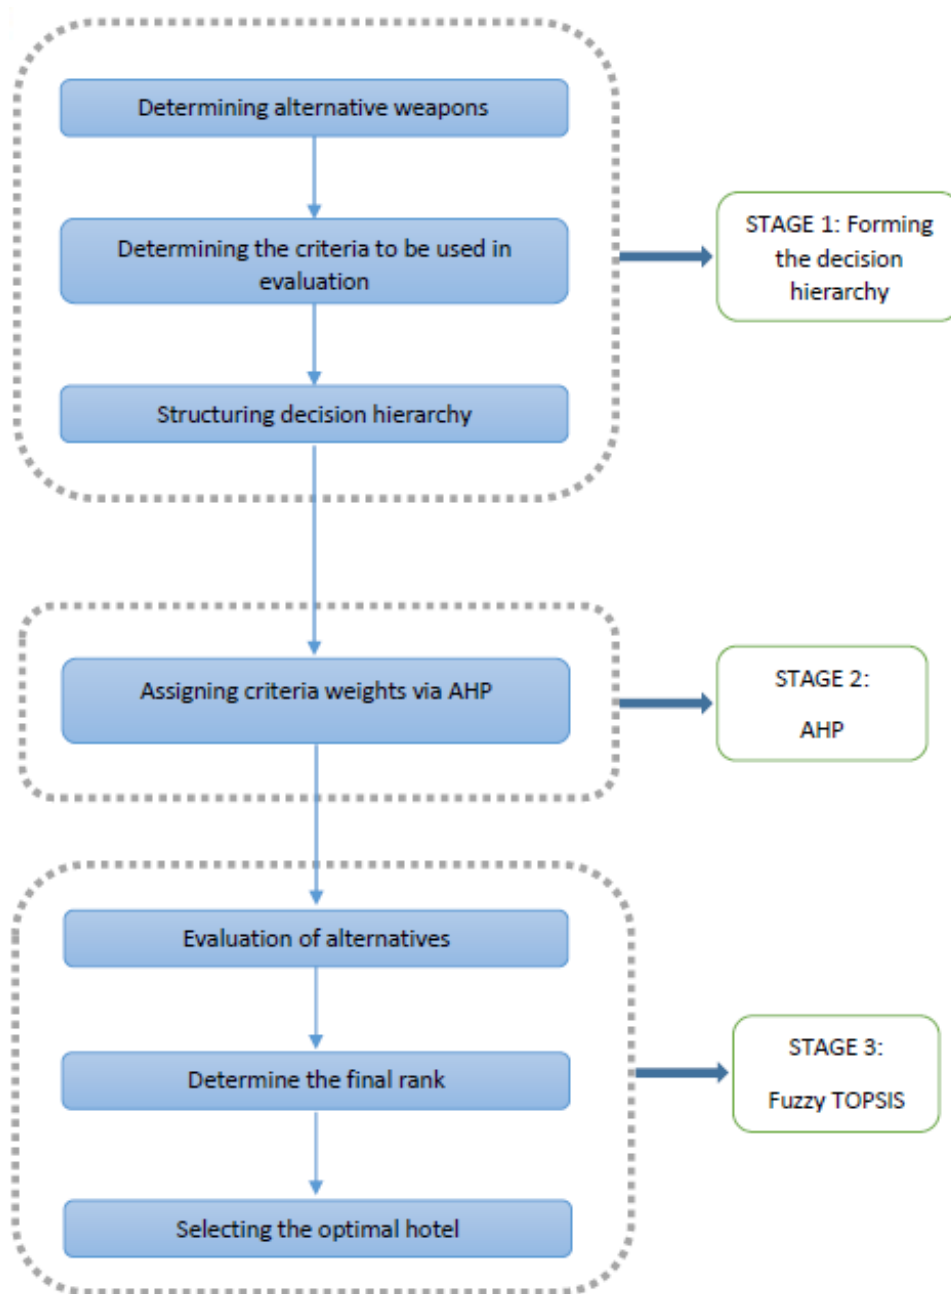 Determining alternative weapons
Determining the criteria to be used in
evaluation
Structuring decision hierarchy
STAGE 1: Forming
the decision
hierarchy
Assigning criteria weights via AHP
STAGE 2:
AHP
Evaluation of alternatives
Determine the final rank
Selecting the optimal hotel
STAGE 3:
Fuzzy TOPSIS